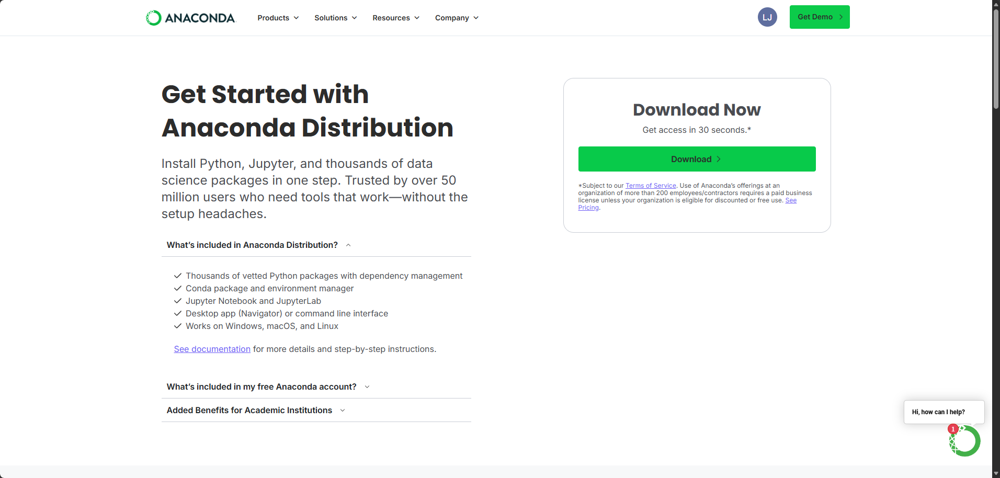 ANACONDA
Products
Solutions
Resources
Company
LJ
Get Demo
Get Started with
Anaconda Distribution
Install Python, Jupyter, and thousands of data
science packages in one step. Trusted by over 50
million users who need tools that work—without the
setup headaches.
What’s included in Anaconda Distribution?
Thousands of vetted Python packages with dependency management
Conda package and environment manager
Jupyter Notebook and JupyterLab
Desktop app (Navigator) or command line interface
Works on Windows, macOS, and Linux
See documentation for more details and step-by-step instructions.
What’s included in my free Anaconda account?
Added Benefits for Academic Institutions
Download Now
Get access in 30 seconds.*
Download
*Subject to our Terms of Service. Use of Anaconda’s offerings at an
organization of more than 200 employees/contractors requires a paid business
license unless your organization is eligible for discounted or free use. See
Pricing.
Hi, how can I help?
1